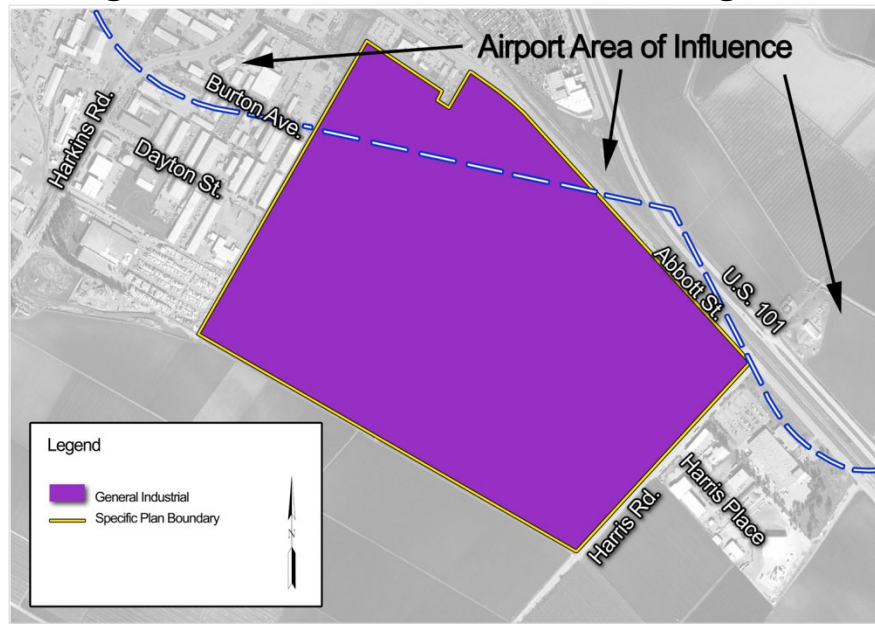 Airport Area of Influence
Burton Ave.
Harkins Rd.
Dayton St.
Abbott St.
U.S. 101
Legend
General Industrial
Specific Plan Boundary
N
Harris Rd.
Harris Place